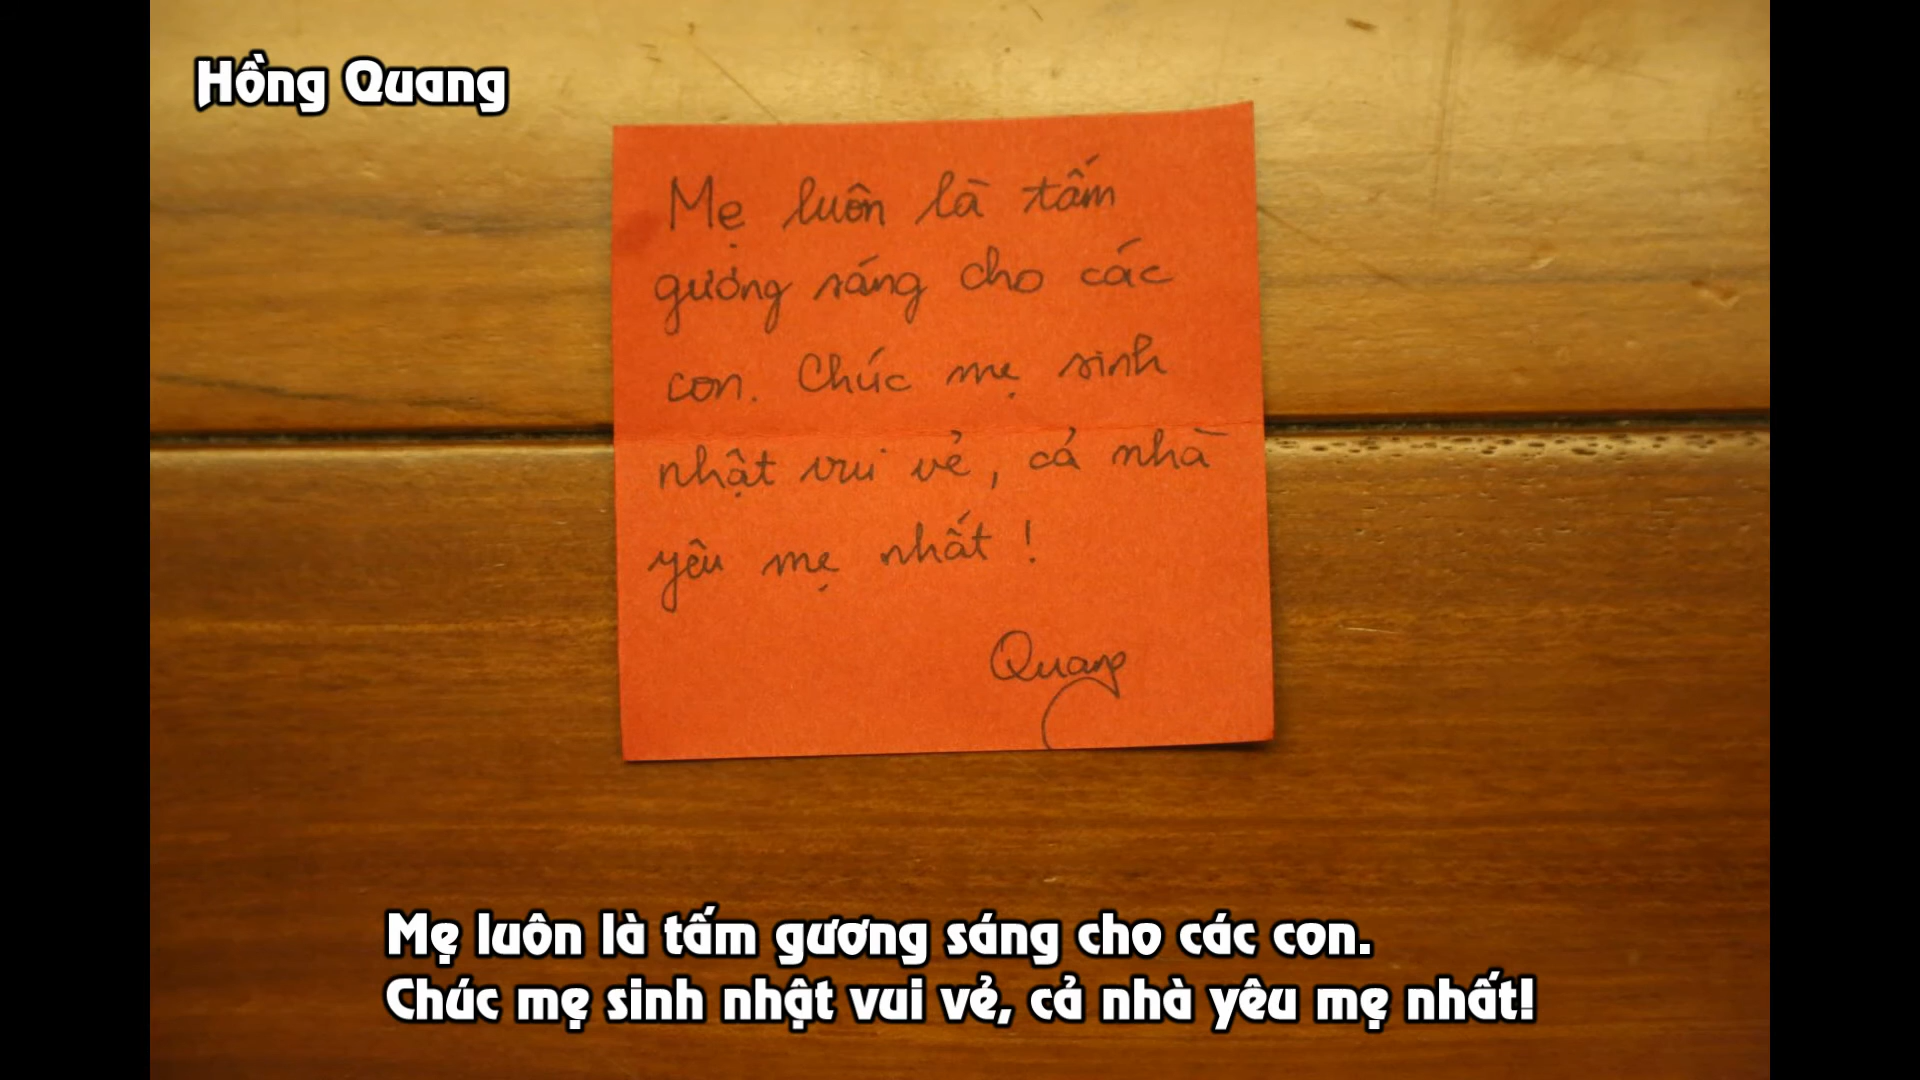 Hồng Quang
Mẹ luôn là tấm
gương sáng cho các
con. Chúc mẹ sinh
nhật vui vẻ, cả nhà
yêu mẹ nhất !
Quang
Mẹ luôn là tấm gương sáng cho các con.
Chúc mẹ sinh nhật vui vẻ, cả nhà yêu mẹ nhất!